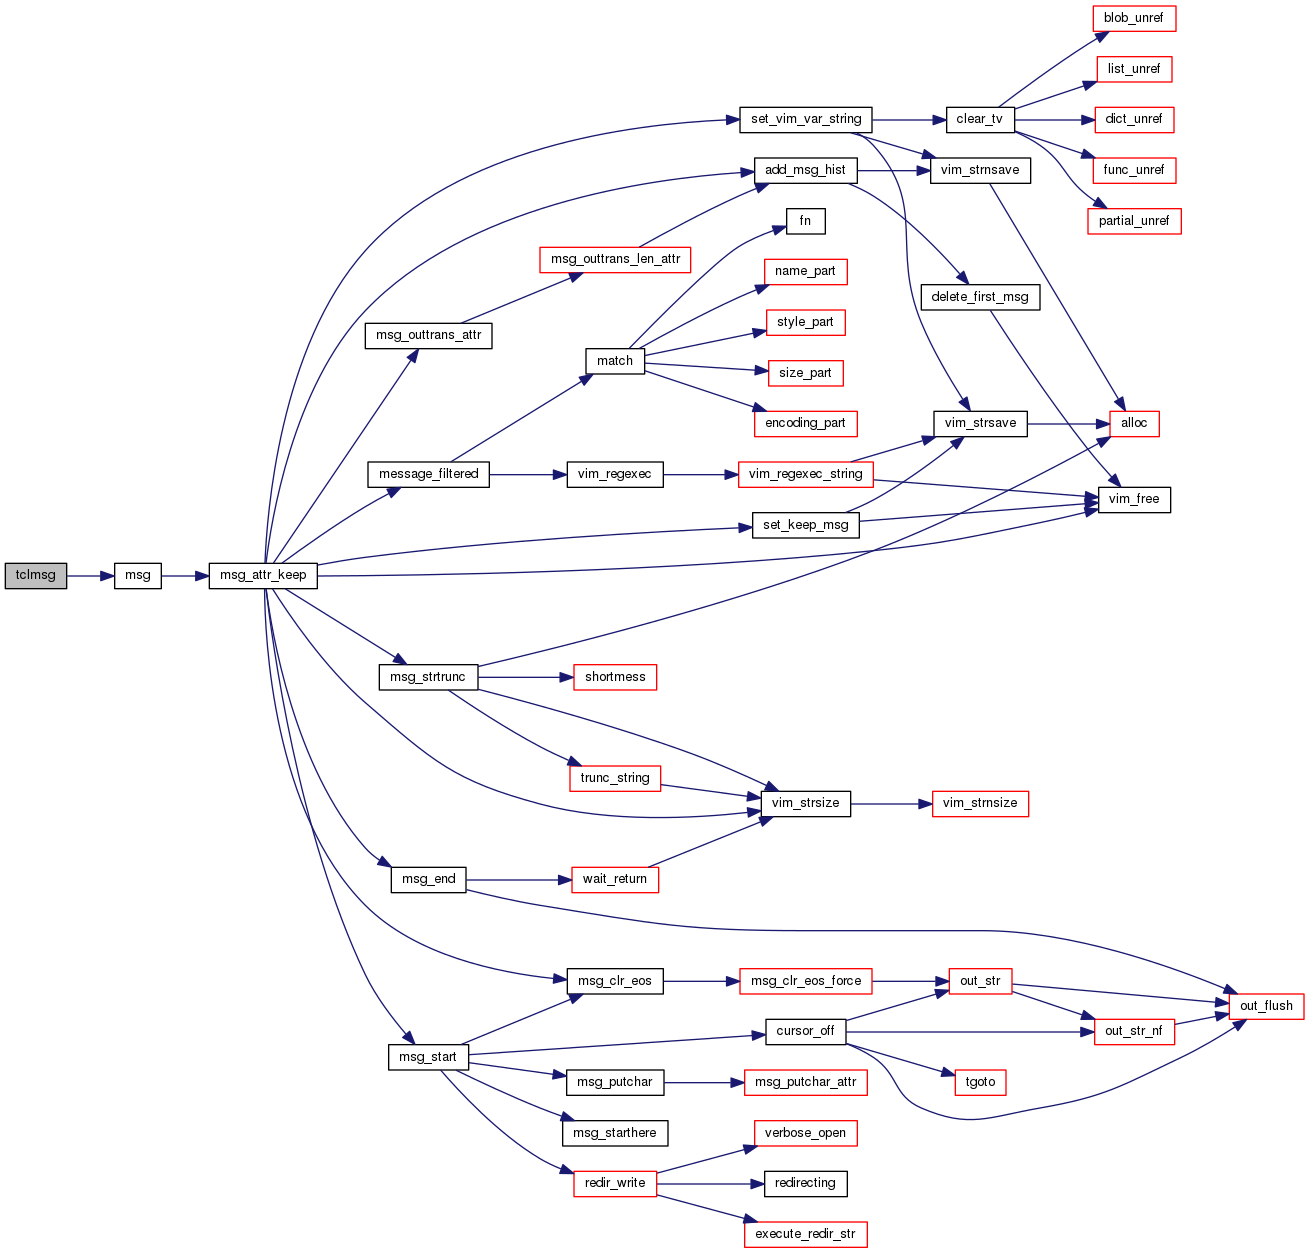 blob_unref
list_unref
set_vim_var_string
clear_tv
dict_unref
add_msg_hist
vim_strnsave
func_unref
fn
partial_unref
msg_outtrans_len_attr
name_part
delete_first_msg
msg_outtrans_attr
style_part
match
size_part
encoding_part
vim_strsave
alloc
message_filtered
vim_regexec
vim_regexec_string
vim_free
set_keep_msg
tclmsg
msg
msg_attr_keep
msg_strtrunc
shortmess
trunc_string
vim_strsize
vim_strnsize
msg_end
wait_return
msg_clr_eos
msg_clr_eos_force
out_str
out_flush
msg_start
cursor_off
out_str_nf
msg_putchar
msg_putchar_attr
tgoto
msg_starthere
verbose_open
redir_write
redirecting
execute_redir_str